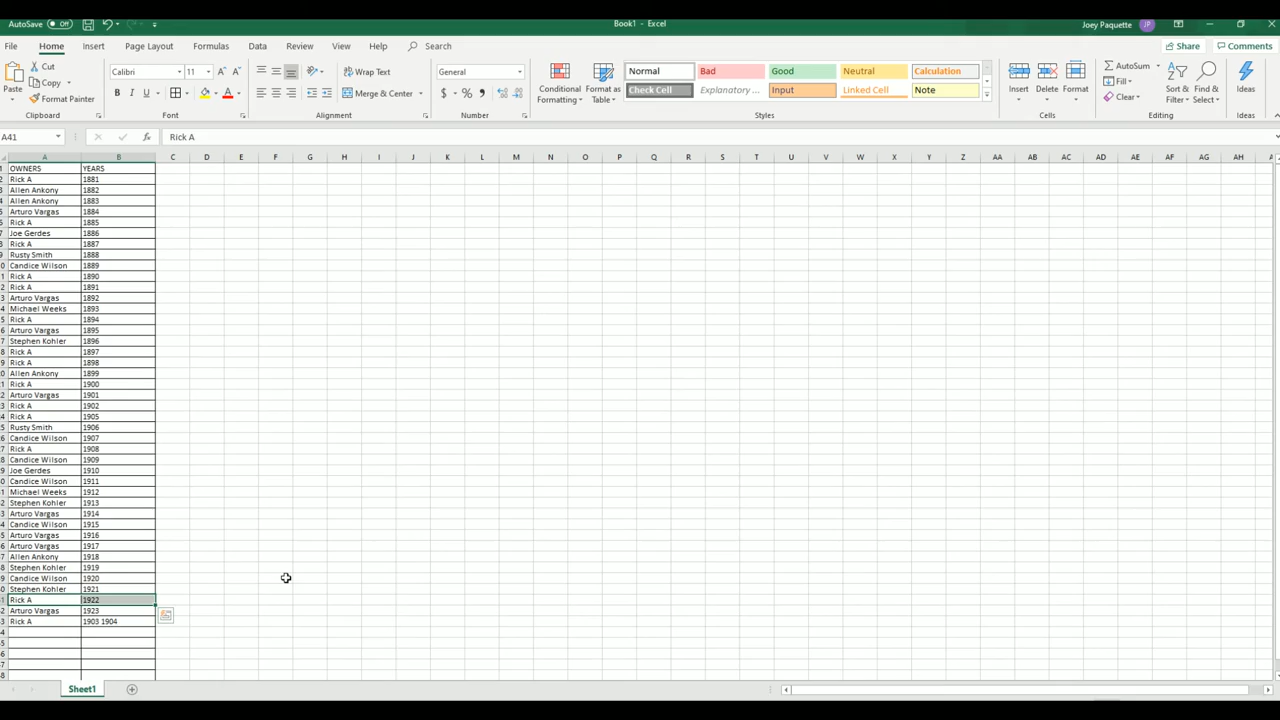 AutoSave Off Book1 - Excel Joey Paquette JP
File Home Insert Page Layout Formulas Data Review View Help Search Share Comments
Paste Cut Copy Format Painter Clipboard
Calibri 11 B I U A Font
Wrap Text Merge & Center Alignment
General $ % , Number
Conditional Formatting Format as Table
Normal Bad Good Neutral Calculation
Check Cell Explanatory ... Input Linked Cell Note
Styles
Insert Delete Format Cells
AutoSum Fill Clear Sort & Filter Find & Select Editing
Ideas Ideas
A41 fx Rick A
A B C D E F G H I J K L M N O P Q R S T U V W X Y Z AA AB AC AD AE AF AG AH
OWNERS YEARS
Rick A 1881
Allen Ankony 1882
Allen Ankony 1883
Arturo Vargas 1884
Rick A 1885
Joe Gerdes 1886
Rick A 1887
Rusty Smith 1888
Candice Wilson 1889
Rick A 1890
Rick A 1891
Arturo Vargas 1892
Michael Weeks 1893
Rick A 1894
Arturo Vargas 1895
Stephen Kohler 1896
Rick A 1897
Rick A 1898
Allen Ankony 1899
Rick A 1900
Arturo Vargas 1901
Rick A 1902
Rick A 1905
Rusty Smith 1906
Candice Wilson 1907
Rick A 1908
Candice Wilson 1909
Joe Gerdes 1910
Candice Wilson 1911
Michael Weeks 1912
Stephen Kohler 1913
Arturo Vargas 1914
Candice Wilson 1915
Arturo Vargas 1916
Arturo Vargas 1917
Allen Ankony 1918
Stephen Kohler 1919
Candice Wilson 1920
Stephen Kohler 1921
Rick A 1922
Arturo Vargas 1923
Rick A 1903 1904
Sheet1